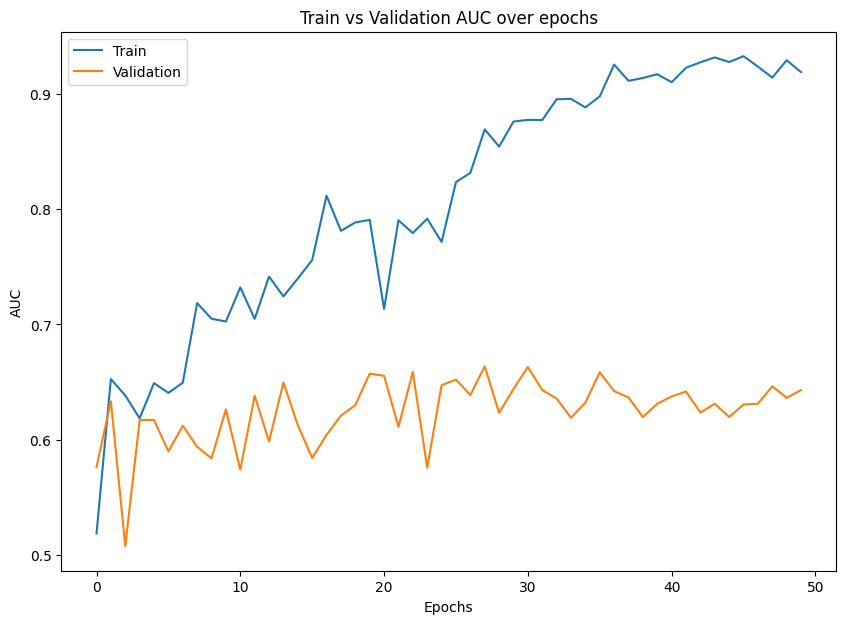 Train vs Validation AUC over epochs
Train
Validation
0.9
0.8
0.7
0.6
0.5
AUC
0 10 20 30 40 50
Epochs